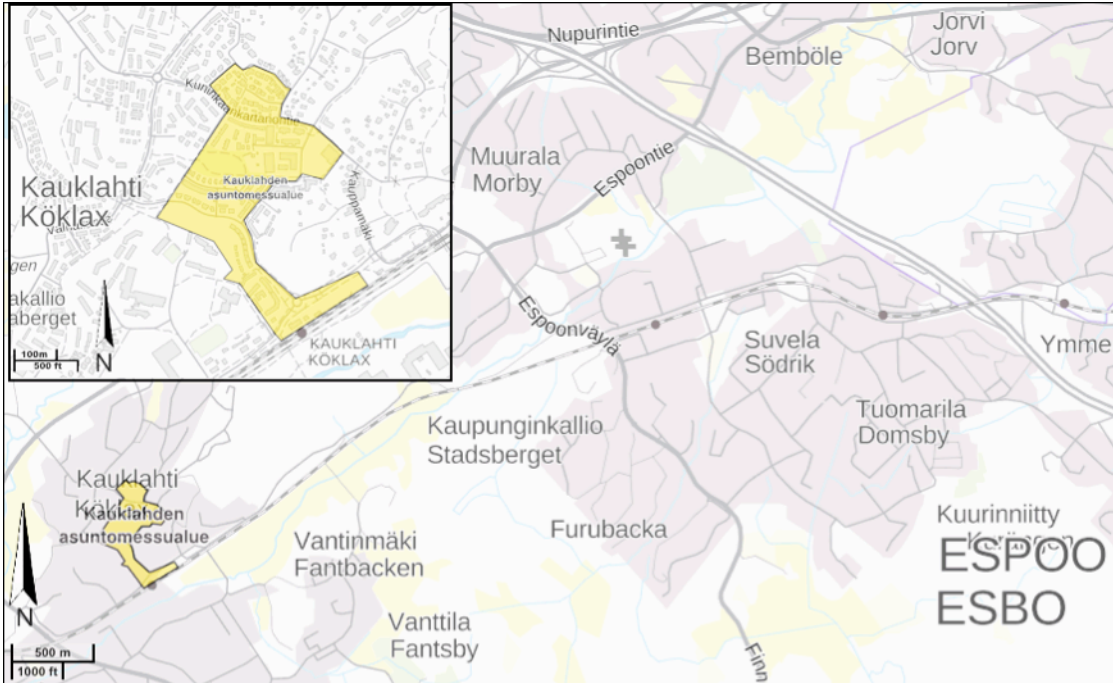 Kuninkaankartanontie
Kauklahti
Köklax
Kauklahden
asuntomessualue
Kauppamäki
gen
akallio
aberget
100m
500 ft
N
KAUKLAHTI
KÖKLAX
Nupurintie
Bemböle
Jorvi
Jorv
Muurala
Morby
Espoontie
Espoonväylä
Suvela
Södrik
Ymme
Kaupunginkallio
Stadsberget
Tuomarila
Domsby
Kauklahti
Köklax
Kauklahden
asuntomessualue
Vantinmäki
Fantbacken
Furubacka
Kuurinniitty
ESPOO
ESBO
Vanttila
Fantsby
Finn
N
500 m
1000 ft